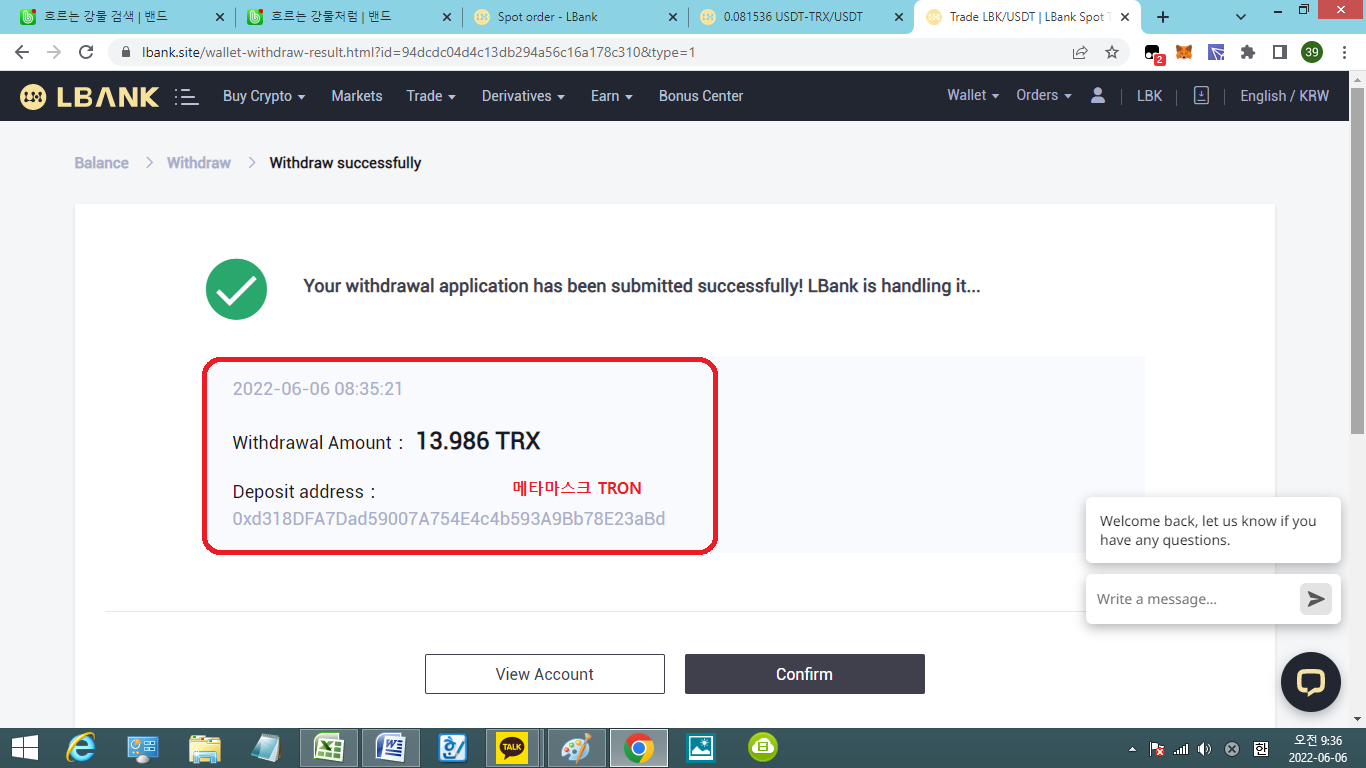 흐르는 강물 검색 | 밴드
흐르는 강물처럼 | 밴드
Spot order - LBank
0.081536 USDT-TRX/USDT
Trade LBK/USDT | LBank Spot T
lbank.site/wallet-withdraw-result.html?id=94dcdc04d4c13db294a56c16a178c310&type=1
2
39
LBANK
Buy Crypto
Markets
Trade
Derivatives
Earn
Bonus Center
Wallet
Orders
LBK
English / KRW
Balance > Withdraw > Withdraw successfully
Your withdrawal application has been submitted successfully! LBank is handling it...
2022-06-06 08:35:21
Withdrawal Amount : 13.986 TRX
Deposit address : 메타마스크 TRON
0xd318DFA7Dad59007A754E4c4b593A9Bb78E23aBd
Welcome back, let us know if you
have any questions.
Write a message...
View Account
Confirm
TALK
한
오전 9:36
2022-06-06